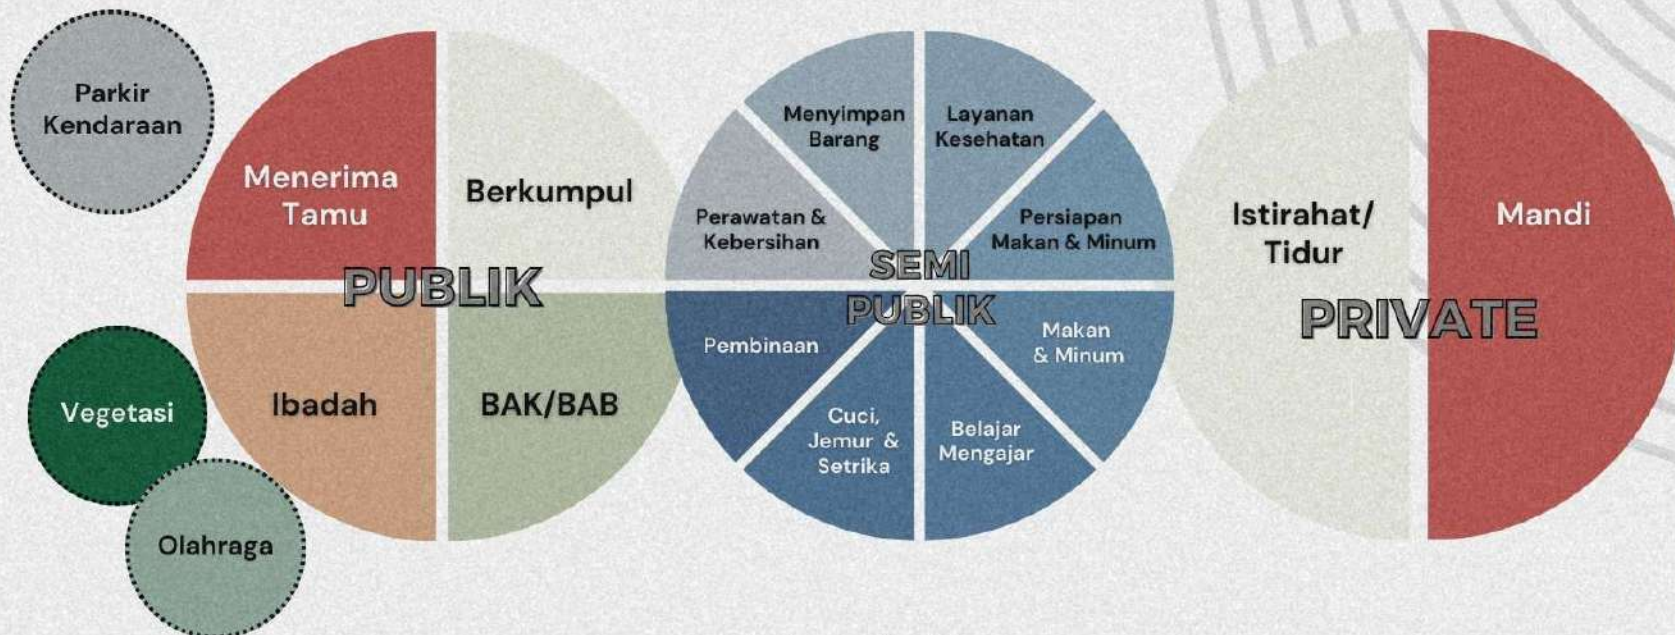 Parkir
Kendaraan
Menerima
Tamu
Berkumpul
PUBLIK
Ibadah
BAK/BAB
Vegetasi
Olahraga
Menyimpan
Barang
Layanan
Kesehatan
Perawatan &
Kebersihan
Persiapan
Makan & Minum
SEMI
PUBLIK
Pembinaan
Makan
& Minum
Cuci,
Jemur &
Setrika
Belajar
Mengajar
Istirahat/
Tidur
Mandi
PRIVATE